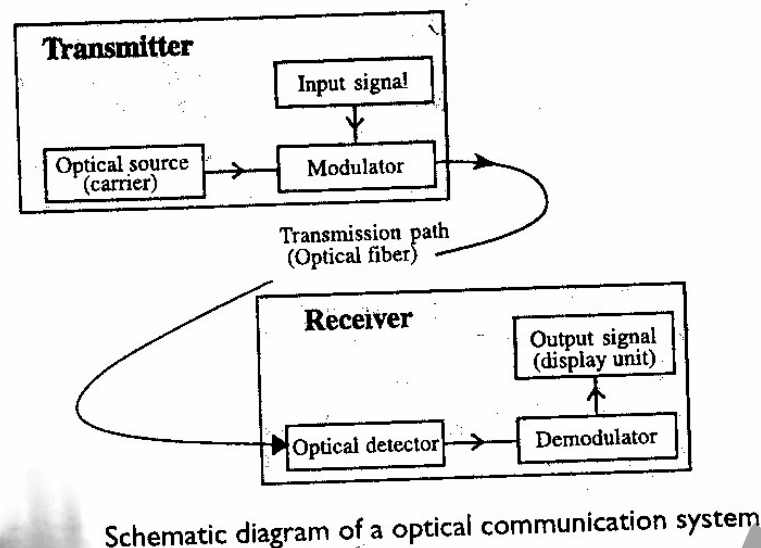 Transmitter
Input signal
Optical source
(carrier)
Modulator
Transmission path
(Optical fiber)
Receiver
Output signal
(display unit)
Optical detector
Demodulator
Schematic diagram of a optical communication system